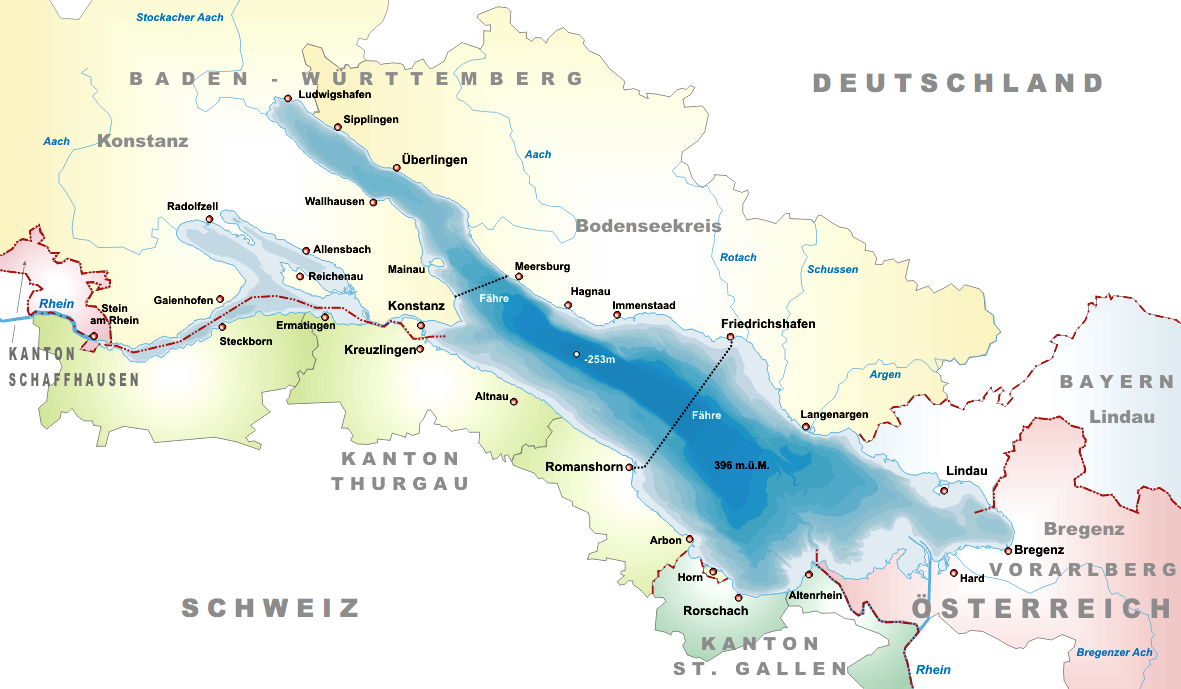 Stockacher Aach
BADEN - WÜRTTEMBERG
DEUTSCHLAND
Ludwigshafen
Sipplingen
Konstanz
Aach
Aach
Überlingen
Wallhausen
Radolfzell
Bodenseekreis
Allensbach
Mainau
Meersburg
Rotach
Schussen
Reichenau
Hagnau
Fähre
Gaienhofen
Rhein
Stein
am Rhein
Konstanz
Immenstaad
Friedrichshafen
Ermatingen
Steckborn
Kreuzlingen
-253m
KANTON
SCHAFFHAUSEN
Argen
BAYERN
Lindau
Altnau
Fähre
Langenargen
KANTON
THURGAU
Romanshorn
396 m.ü.M.
Lindau
Bregenz
Arbon
Bregenz
Horn
Hard
VORARLBERG
Altenrhein
SCHWEIZ
Rorschach
ÖSTERREICH
KANTON
ST. GALLEN
Rhein
Bregenzer Ach